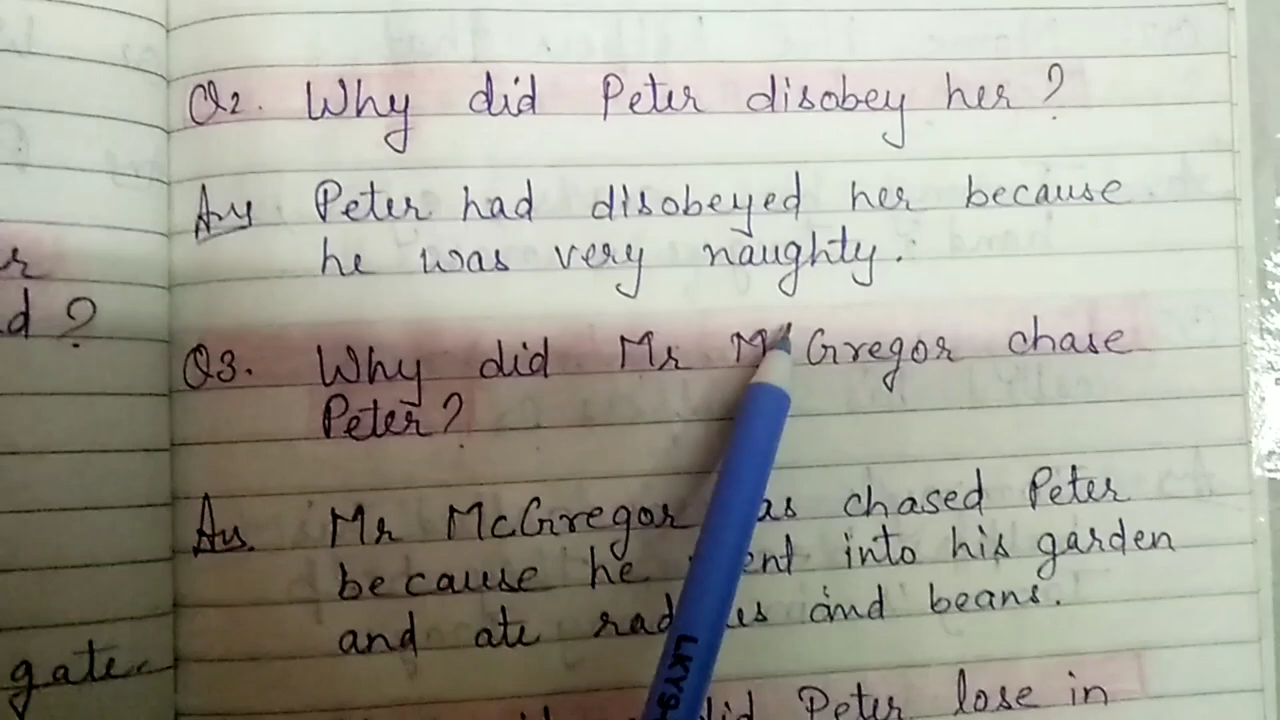 r
d ?
gate
Q2. Why did Peter disobey her ?
Ans Peter had disobeyed her because
he was very naughty.
Q3. Why did Mr McGregor chase
Peter ?
Ans. Mr McGregor chased Peter
because he into his garden
and ate and beans.
did Peter lose in